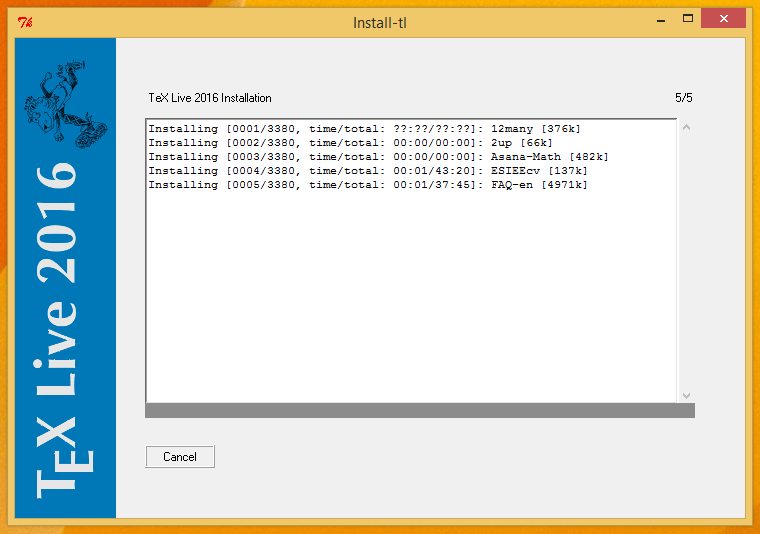 Install-tl
TeX Live 2016
TeX Live 2016 Installation
5/5
Installing [0001/3380, time/total: ??:??/??:??]: 12many [376k]
Installing [0002/3380, time/total: 00:00/00:00]: 2up [66k]
Installing [0003/3380, time/total: 00:00/00:00]: Asana-Math [482k]
Installing [0004/3380, time/total: 00:01/43:20]: ESIEEcv [137k]
Installing [0005/3380, time/total: 00:01/37:45]: FAQ-en [4971k]
Cancel